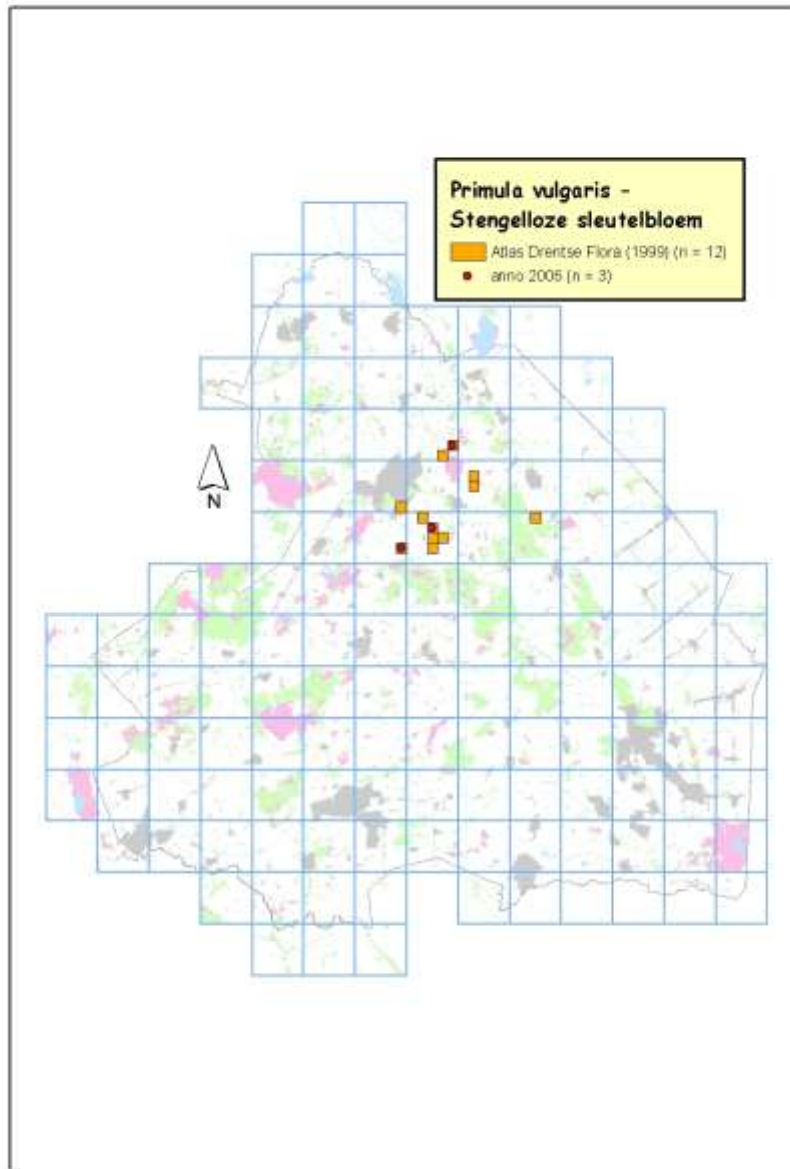 Primula vulgaris -
Stengelloze sleutelbloem
Atlas Drentse Flora (1999) (n = 12)
anno 2006 (n = 3)
N